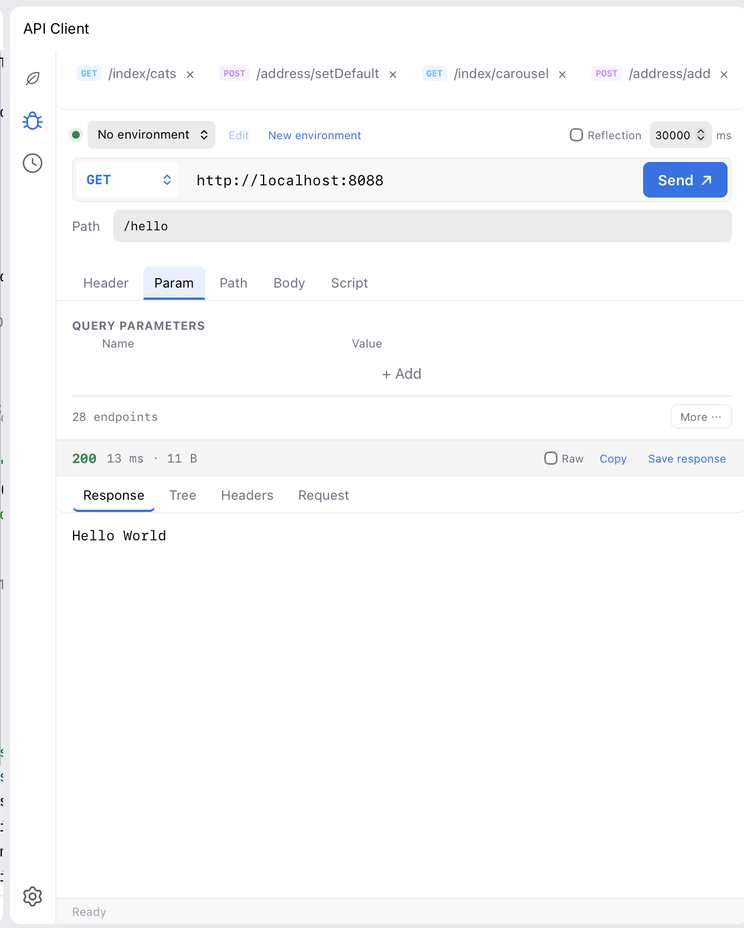 API Client
GET /index/cats × POST /address/setDefault × GET /index/carousel × POST /address/add ×
No environment Edit New environment Reflection 30000 ms
GET http://localhost:8088 Send ↗
Path /hello
Header Param Path Body Script
QUERY PARAMETERS
Name Value
+ Add
28 endpoints More ···
200 13 ms · 11 B Raw Copy Save response
Response Tree Headers Request
Hello World
Ready